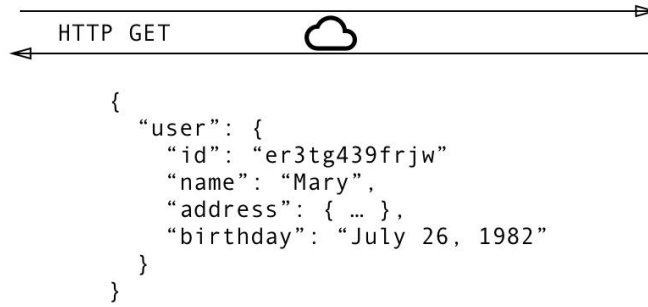 HTTP GET
{
“user”: {
“id”: “er3tg439frjw”
“name”: “Mary”,
“address”: { … },
“birthday”: “July 26, 1982”
}
}